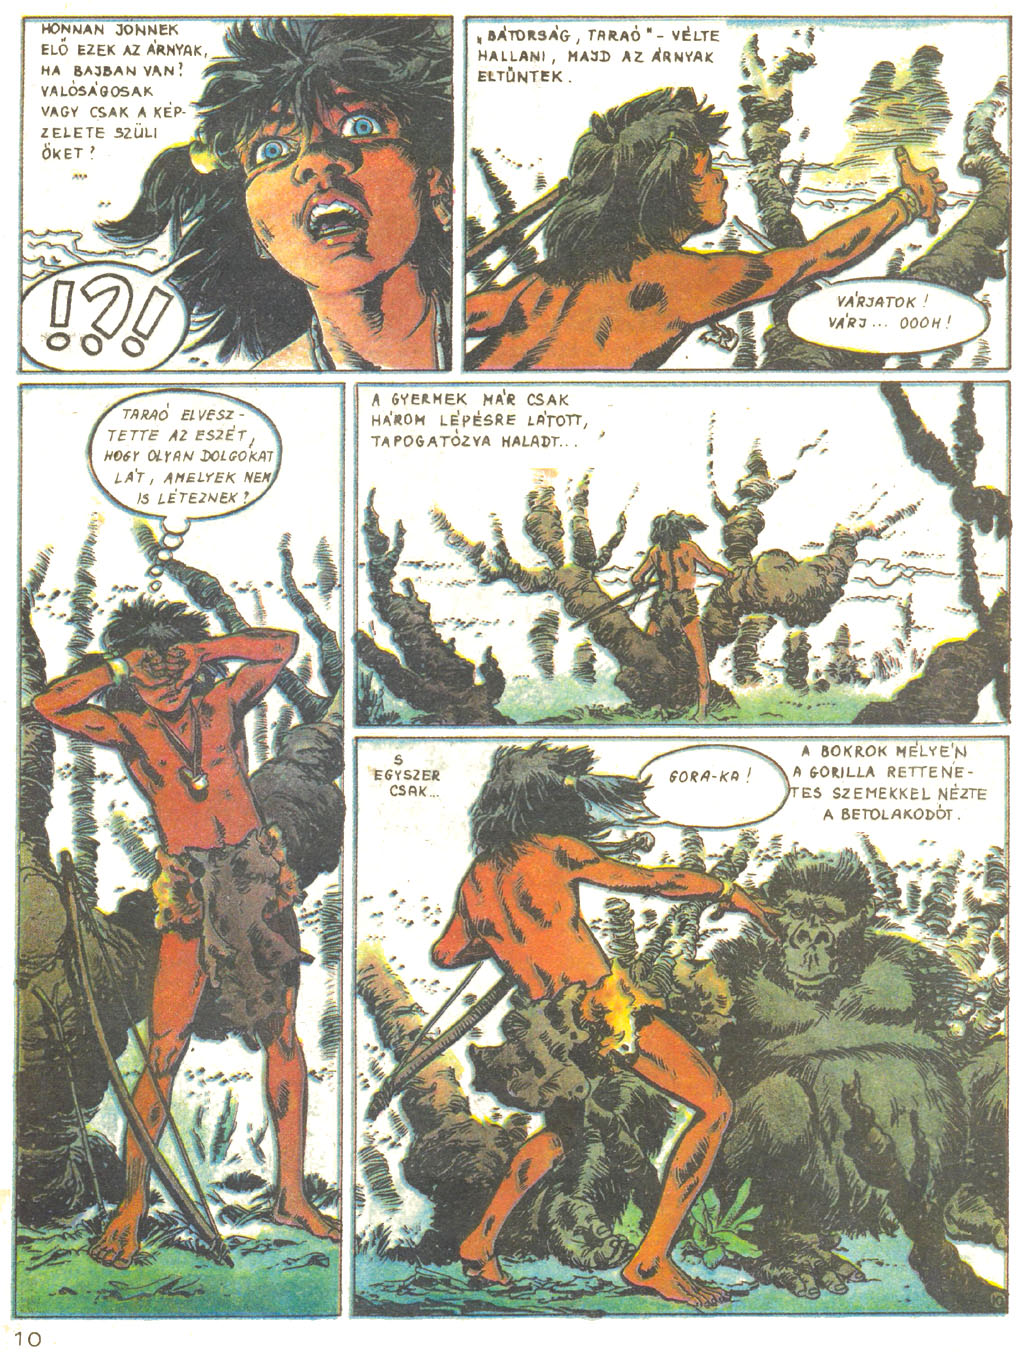 HONNAN JÖNNEK
ELŐ EZEK AZ ÁRNYAK,
HA BAJBAN VAN?
VALÓSÁGOSAK
VAGY CSAK A KÉP-
ZELETE SZÜLI
ŐKET?
!?!
„BÁTORSÁG, TARAÓ" - VÉLTE
HALLANI, MAJD AZ ÁRNYAK
ELTŰNTEK.
VÁRJATOK!
VÁRJ... OOOH!
TARAÓ ELVESZ-
TETTE AZ ESZÉT,
HOGY OLYAN DOLGOKAT
LÁT, AMELYEK NEM
IS LÉTEZNEK?
A GYERMEK MÁR CSAK
HÁROM LÉPÉSRE LÁTOTT,
TAPOGATÓZVA HALADT...
S
EGYSZER
CSAK...
GORA-KA!
A BOKROK MÉLYÉN
A GORILLA RETTENE-
TES SZEMEKKEL NÉZTE
A BETOLAKODÓT.
10
10